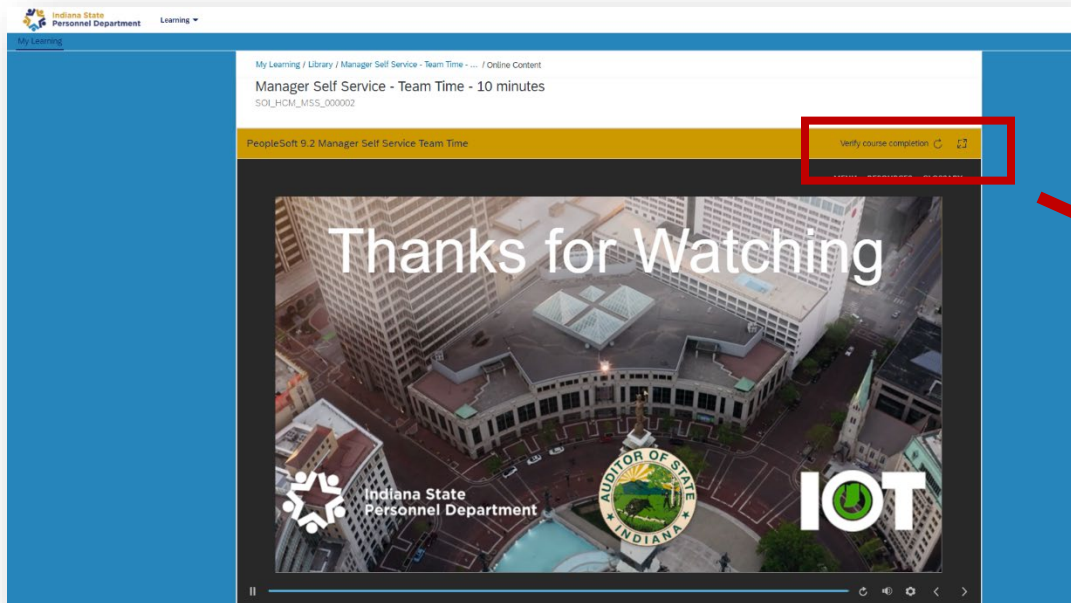 Indiana State
Personnel Department
Learning
My Learning
My Learning / Library / Manager Self Service - Team Time - ... / Online Content
Manager Self Service - Team Time - 10 minutes
SOI_HCM_MSS_000002
PeopleSoft 9.2 Manager Self Service Team Time
Verify course completion
Thanks for Watching
Indiana State
Personnel Department
AUDITOR OF STATE
INDIANA
IOT